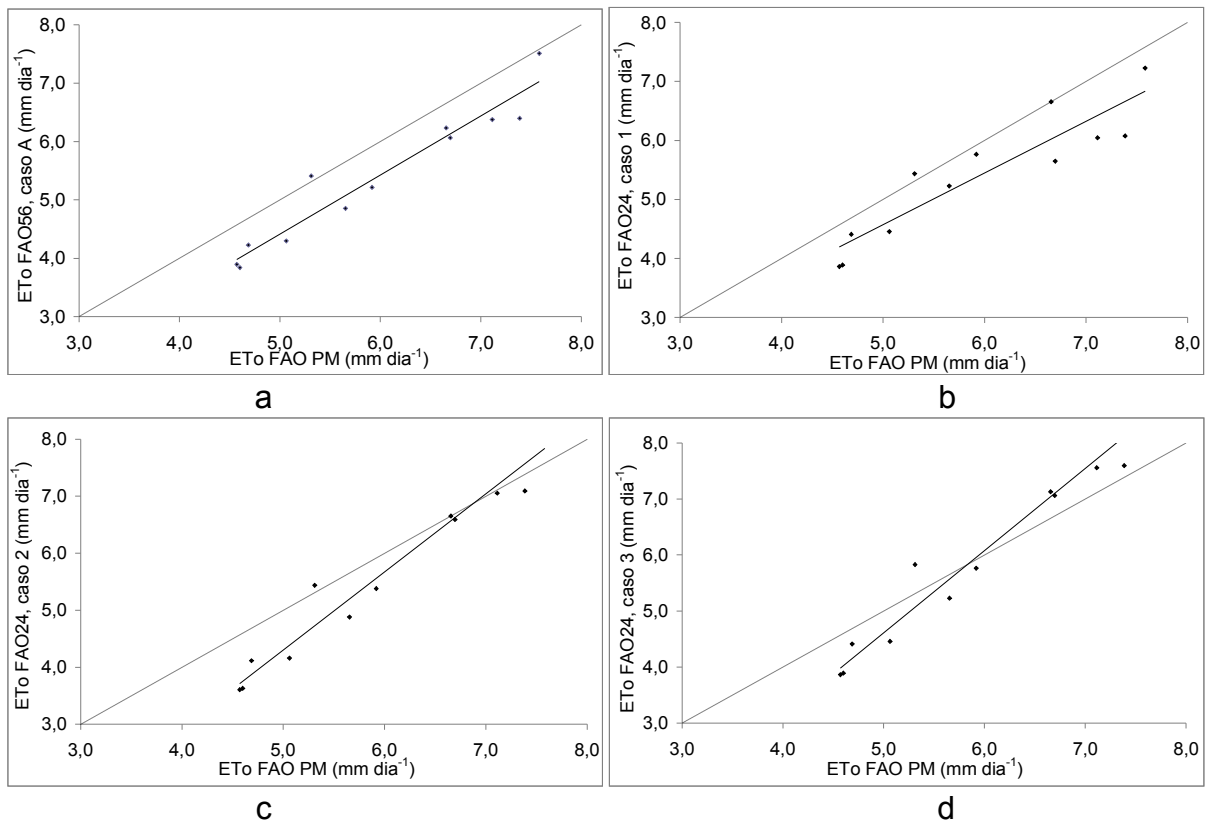 ETo FAO56, caso A (mm dia⁻¹)
8,0
7,0
6,0
5,0
4,0
3,0
3,0 4,0 5,0 6,0 7,0 8,0
ETo FAO PM (mm dia⁻¹)
a
ETo FAO24, caso 1 (mm dia⁻¹)
8,0
7,0
6,0
5,0
4,0
3,0
3,0 4,0 5,0 6,0 7,0 8,0
ETo FAO PM (mm dia⁻¹)
b
ETo FAO24, caso 2 (mm dia⁻¹)
8,0
7,0
6,0
5,0
4,0
3,0
3,0 4,0 5,0 6,0 7,0 8,0
ETo FAO PM (mm dia⁻¹)
c
ETo FAO24, caso 3 (mm dia⁻¹)
8,0
7,0
6,0
5,0
4,0
3,0
3,0 4,0 5,0 6,0 7,0 8,0
ETo FAO PM (mm dia⁻¹)
d